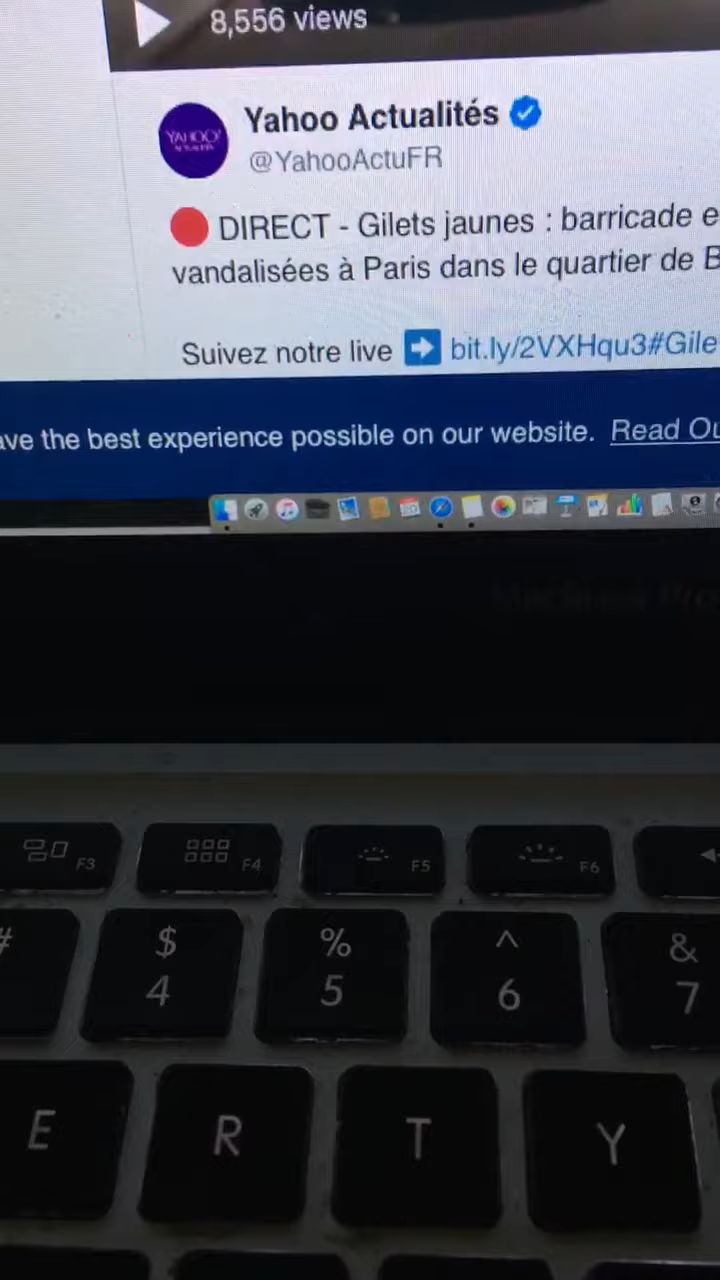 8,556 views
Yahoo Actualités
YAHOO!
@YahooActuFR
DIRECT - Gilets jaunes : barricade e
vandalisées à Paris dans le quartier de B
Suivez notre live bit.ly/2VXHqu3#Gile
ave the best experience possible on our website. Read Ou
F3 F4 F5 F6
# $ % ^ &
4 5 6 7
E R T Y